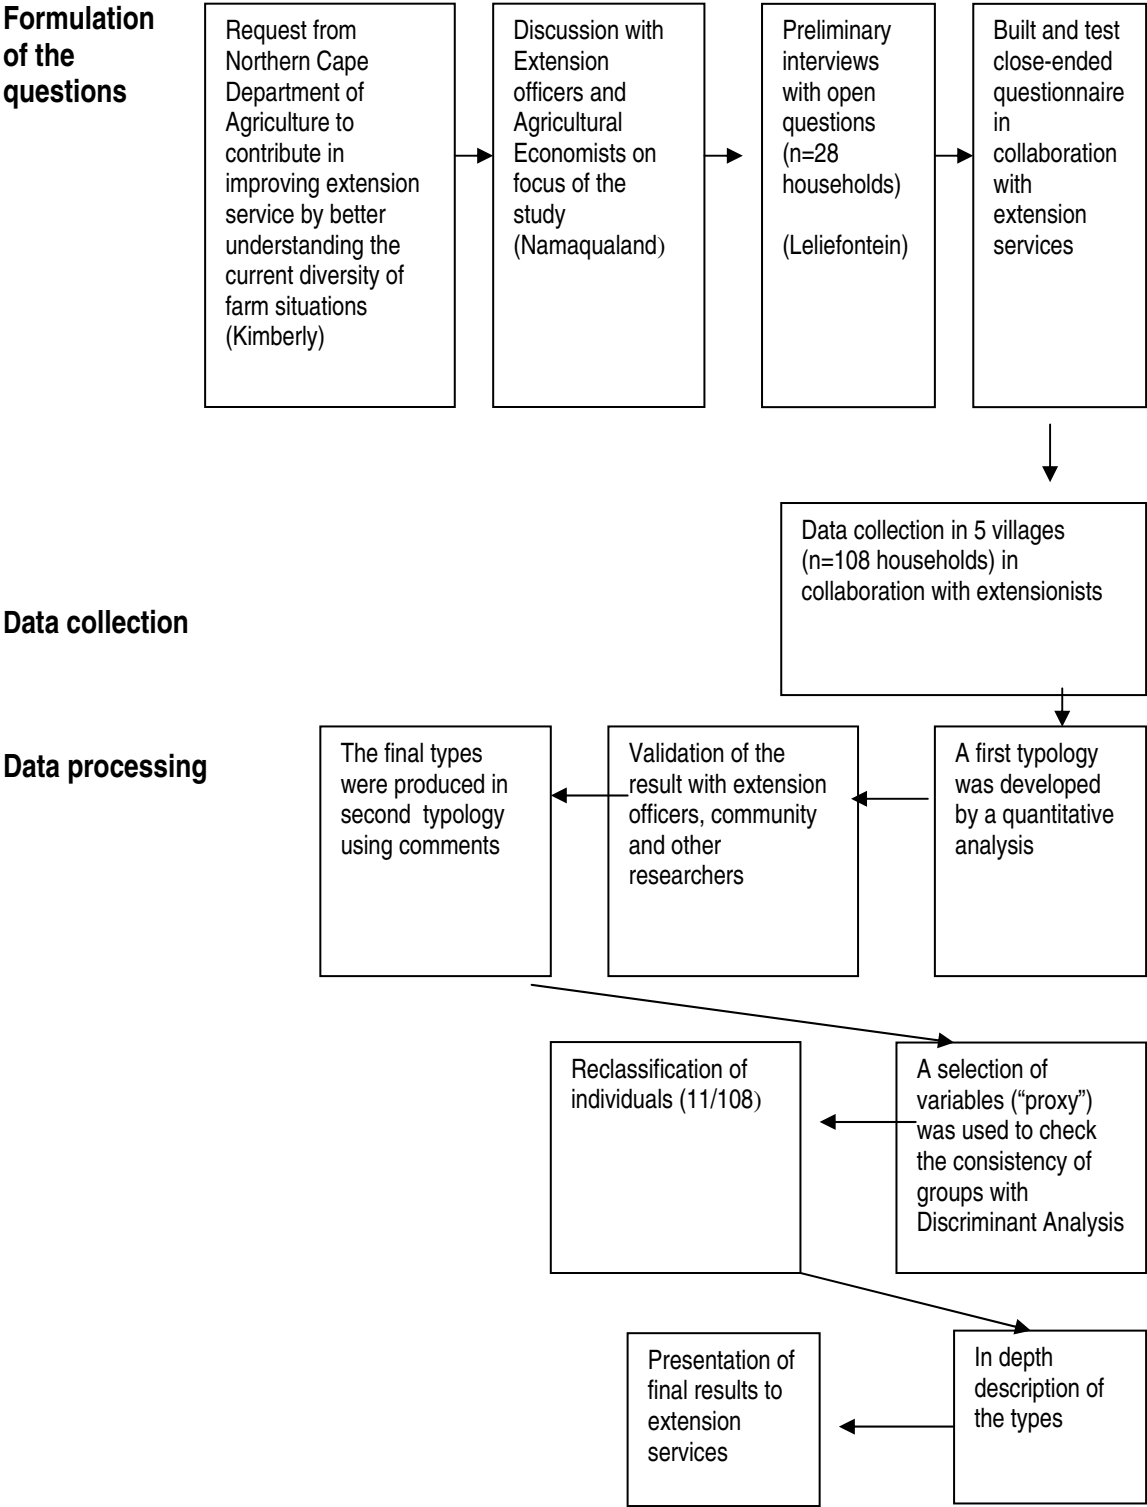 Formulation
of the
questions
Request from
Northern Cape
Department of
Agriculture to
contribute in
improving extension
service by better
understanding the
current diversity of
farm situations
(Kimberly)
Discussion with
Extension
officers and
Agricultural
Economists on
focus of the
study
(Namaqualand)
Preliminary
interviews
with open
questions
(n=28
households)
(Leliefontein)
Built and test
close-ended
questionnaire
in
collaboration
with
extension
services
Data collection
Data collection in 5 villages
(n=108 households) in
collaboration with extensionists
Data processing
A first typology
was developed
by a quantitative
analysis
Validation of the
result with extension
officers, community
and other
researchers
The final types
were produced in
second typology
using comments
A selection of
variables (“proxy”)
was used to check
the consistency of
groups with
Discriminant Analysis
Reclassification of
individuals (11/108)
In depth
description of
the types
Presentation of
final results to
extension
services